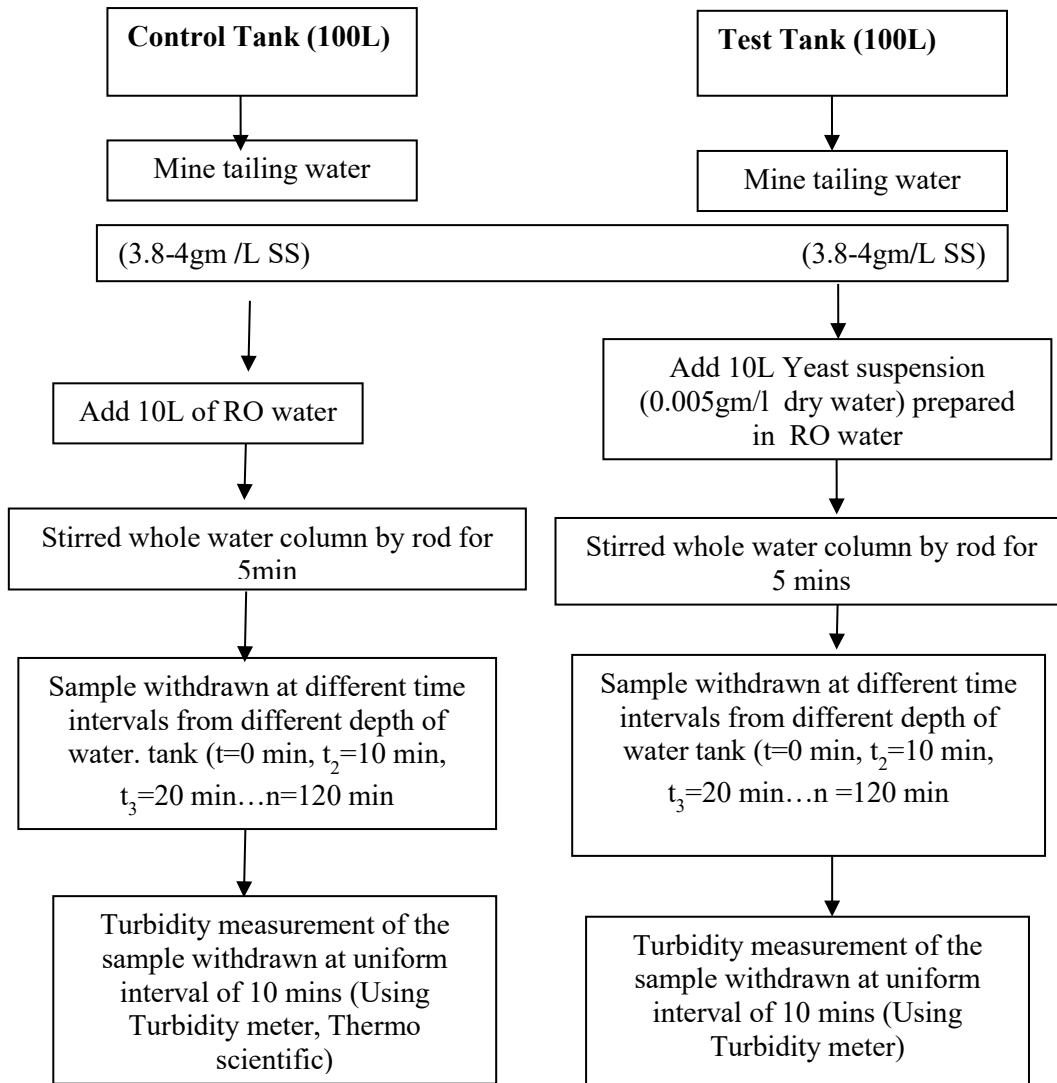 Control Tank (100L)
Test Tank (100L)
Mine tailing water
Mine tailing water
(3.8-4gm /L SS) (3.8-4gm/L SS)
Add 10L of RO water
Add 10L Yeast suspension
(0.005gm/l dry water) prepared
in RO water
Stirred whole water column by rod for
5min
Stirred whole water column by rod for
5 mins
Sample withdrawn at different time
intervals from different depth of
water. tank (t=0 min, t₂=10 min,
t₃=20 min…n=120 min
Sample withdrawn at different time
intervals from different depth of
water tank (t=0 min, t₂=10 min,
t₃=20 min…n =120 min
Turbidity measurement of the
sample withdrawn at uniform
interval of 10 mins (Using
Turbidity meter, Thermo
scientific)
Turbidity measurement of the
sample withdrawn at uniform
interval of 10 mins (Using
Turbidity meter)